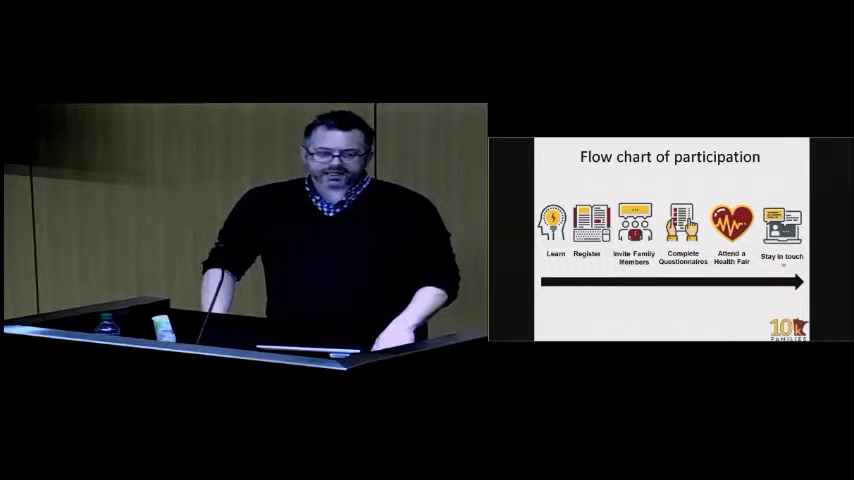 Flow chart of participation
Learn
Register
Invite Family
Members
Complete
Questionnaires
Attend a
Health Fair
Stay in touch
10k
FAMILIES